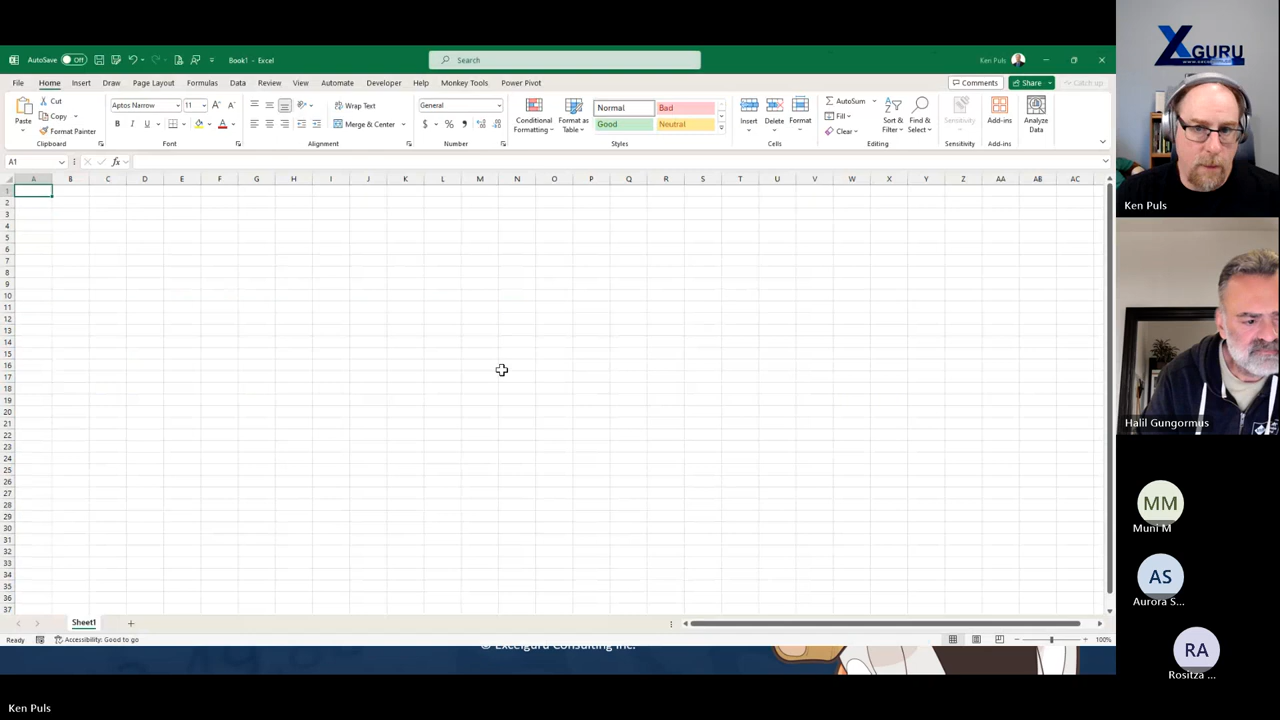 AutoSave Off Book1 - Excel Search Ken Puls
File Home Insert Draw Page Layout Formulas Data Review View Automate Developer Help Monkey Tools Power Pivot Comments Share Catch up
Paste Cut Copy Format Painter Clipboard
Aptos Narrow 11 A A B I U A Font
Wrap Text Merge & Center Alignment
General $ % Number
Conditional Formatting Format as Table Normal Bad Good Neutral Styles
Insert Delete Format Cells
AutoSum Fill Clear Sort & Filter Find & Select Editing
Sensitivity Sensitivity
Add-ins Add-ins
Analyze Data
A1 fx
A B C D E F G H I J K L M N O P Q R S T U V W X Y Z AA AB AC
1
2
3
4
5
6
7
8
9
10
11
12
13
14
15
16
17
18
19
20
21
22
23
24
25
26
27
28
29
30
31
32
33
34
35
36
37
Sheet1
Ready Accessibility: Good to go 100%
© Excelguru Consulting Inc.
Ken Puls
XGURU
Ken Puls
Halil Gungormus
MM
Muni M
AS
Aurora S...
RA
Rositza ...